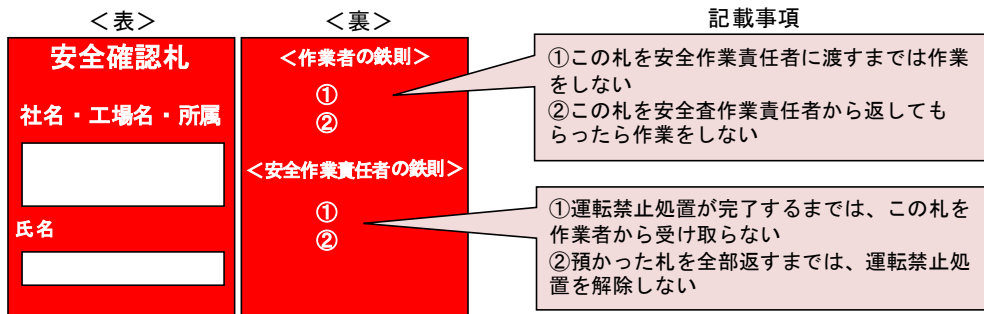 ＜表＞
安全確認札
社名・工場名・所属
氏名
＜裏＞
＜作業者の鉄則＞
①
②
＜安全作業責任者の鉄則＞
①
②
記載事項
①この札を安全作業責任者に渡すまでは作業
をしない
②この札を安全査作業責任者から返しても
らったら作業をしない
①運転禁止処置が完了するまでは、この札を
作業者から受け取らない
②預かった札を全部返すまでは、運転禁止処
置を解除しない